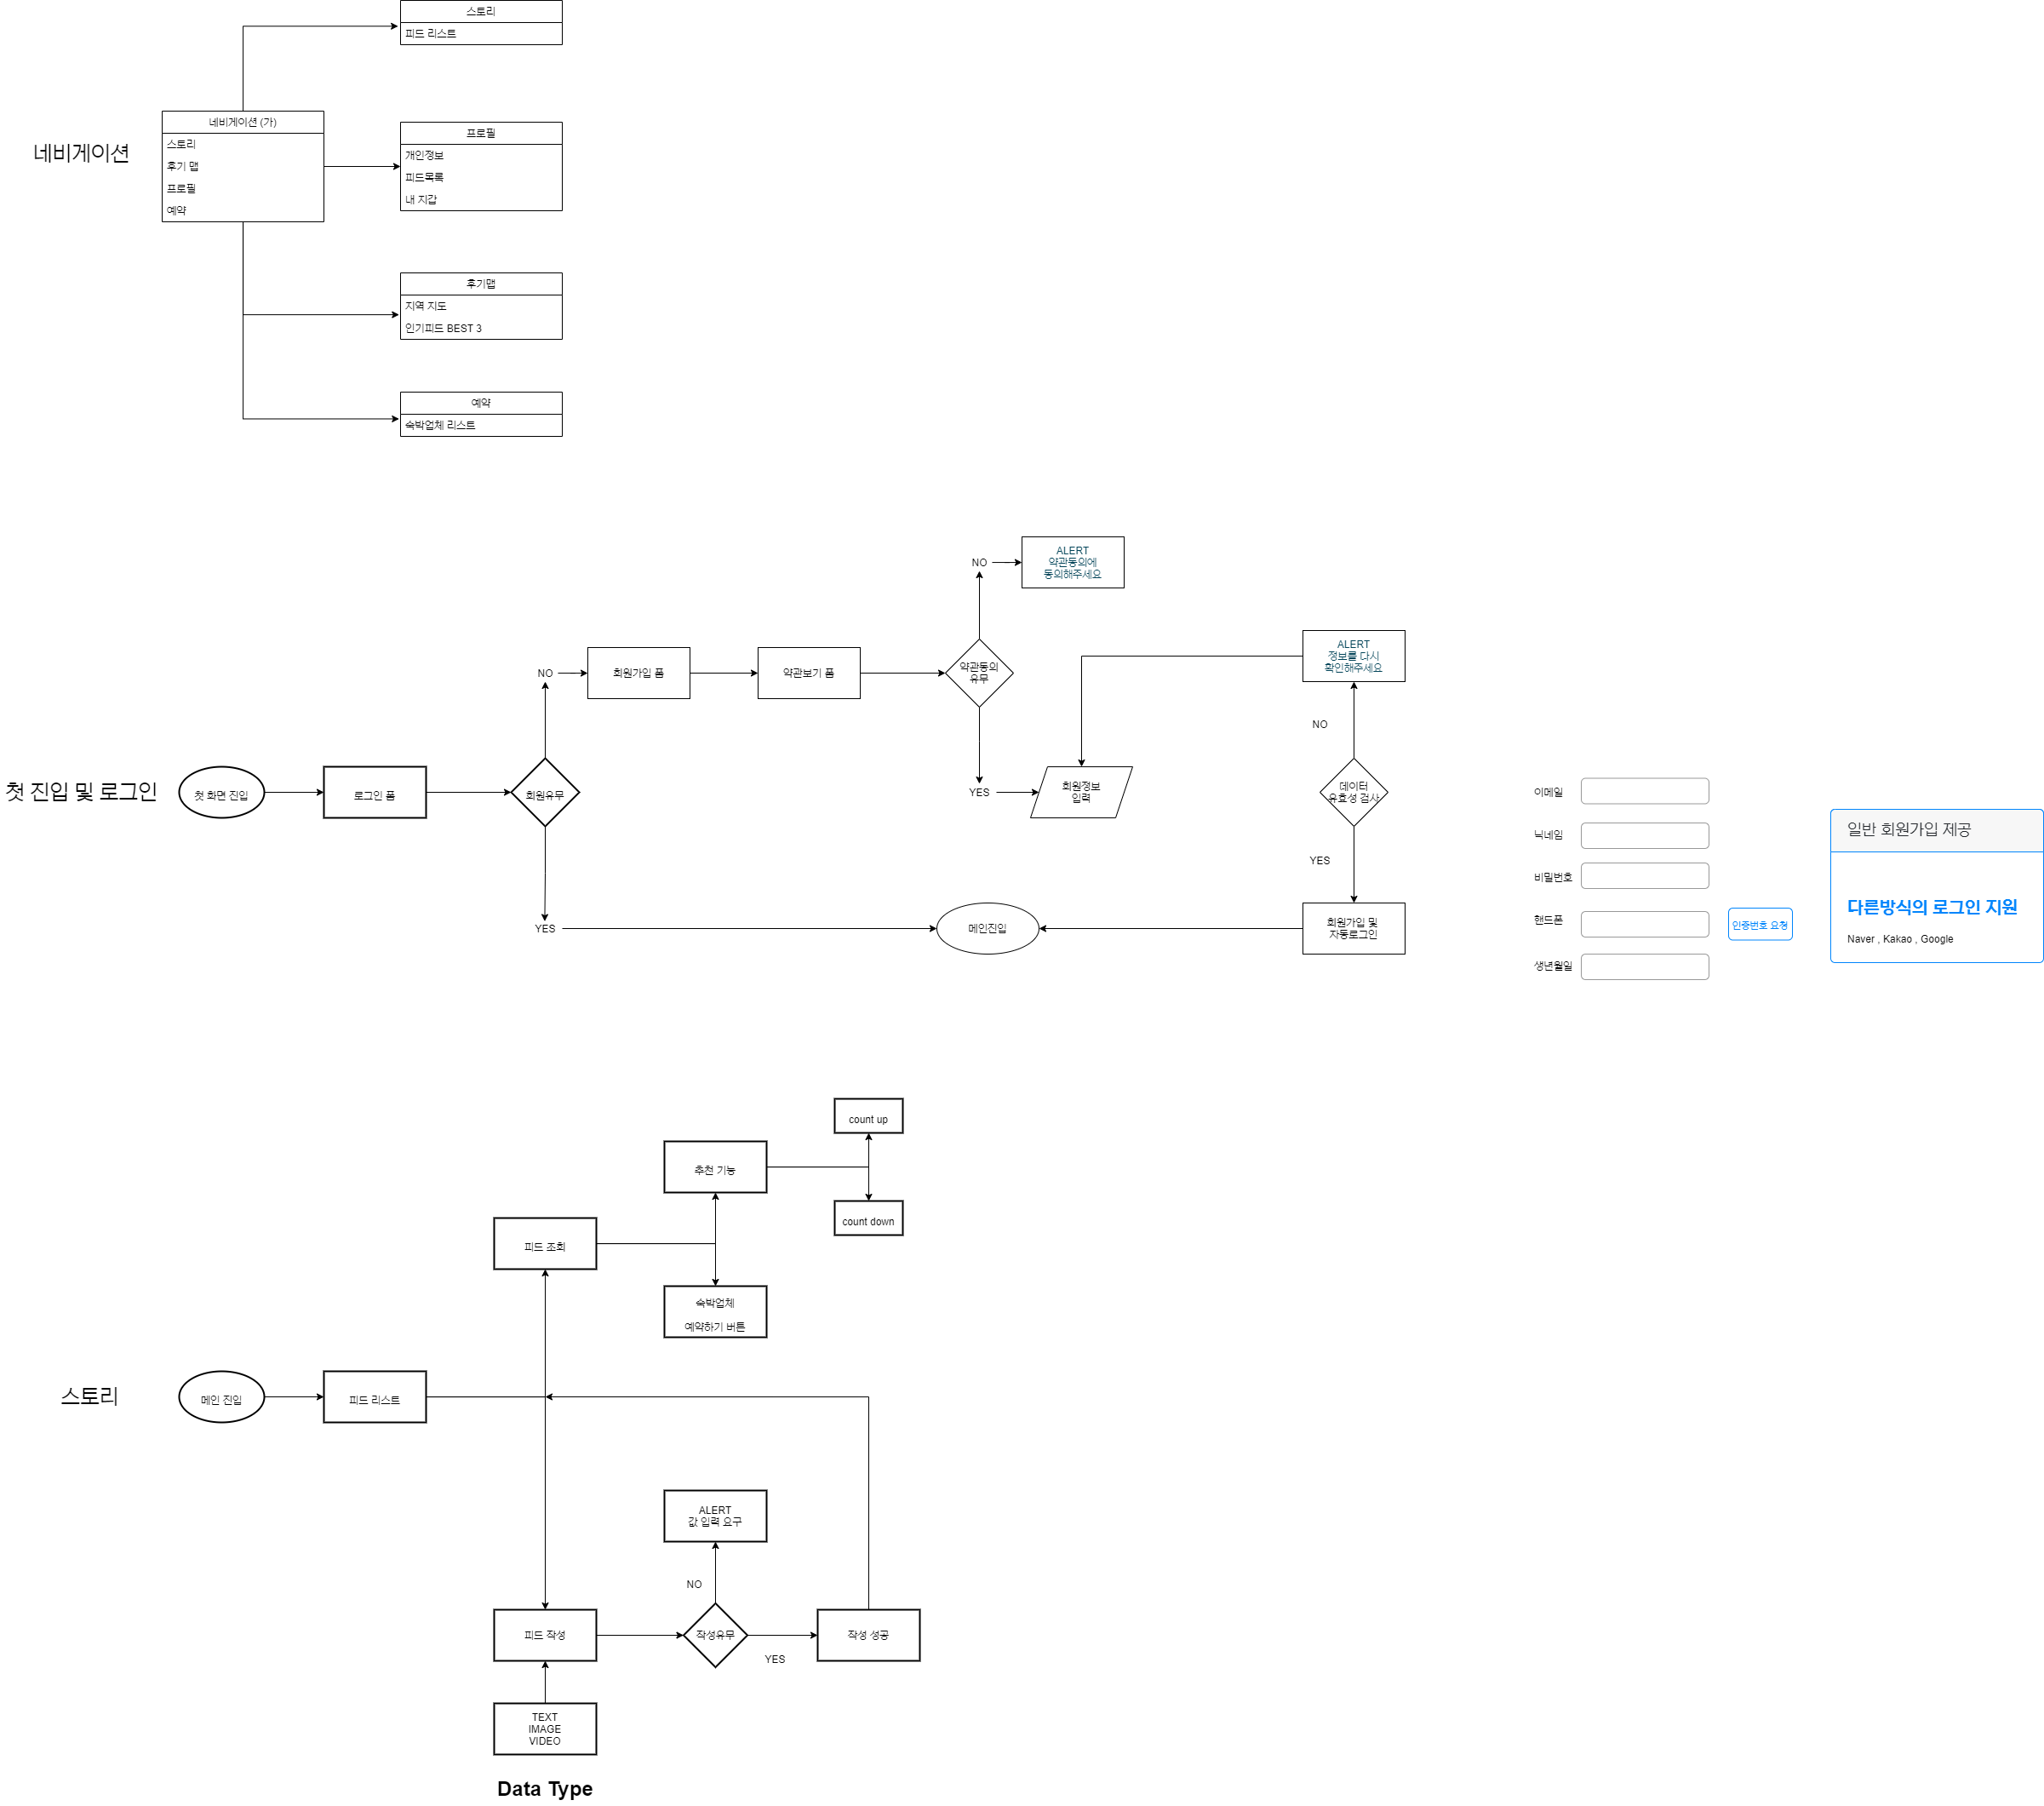 스토리
피드 리스트
네비게이션
네비게이션 (가)
스토리
후기 맵
프로필
예약
프로필
개인정보
피드목록
내 지갑
후기맵
지역 지도
인기피드 BEST 3
예약
숙박업체 리스트
NO
ALERT
약관동의에
동의해주세요
NO
회원가입 폼
약관보기 폼
약관동의
유무
ALERT
정보를 다시
확인해주세요
NO
첫 진입 및 로그인
첫 화면 진입
로그인 폼
회원유무
YES
회원정보
입력
데이터
유효성 검사
YES
YES
메인진입
회원가입 및
자동로그인
이메일
닉네임
비밀번호
핸드폰
인증번호 요청
생년월일
일반 회원가입 제공
다른방식의 로그인 지원
Naver , Kakao , Google
count up
추천 기능
count down
피드 조회
숙박업체
예약하기 버튼
스토리
메인 진입
피드 리스트
ALERT
값 입력 요구
NO
피드 작성
작성유무
YES
작성 성공
TEXT
IMAGE
VIDEO
Data Type